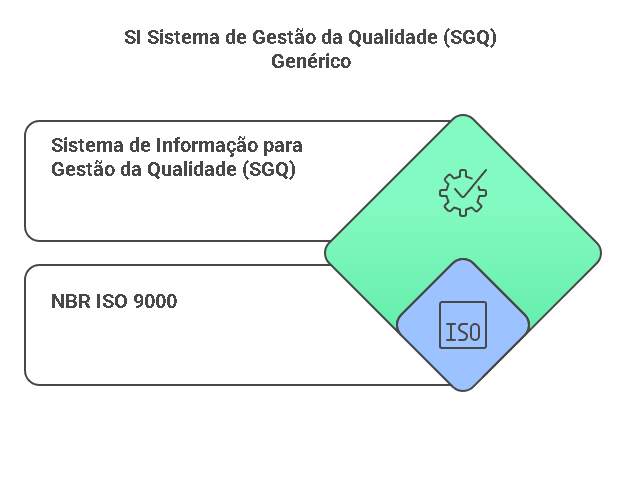 SI Sistema de Gestão da Qualidade (SGQ)
Genérico
Sistema de Informação para
Gestão da Qualidade (SGQ)
NBR ISO 9000
ISO